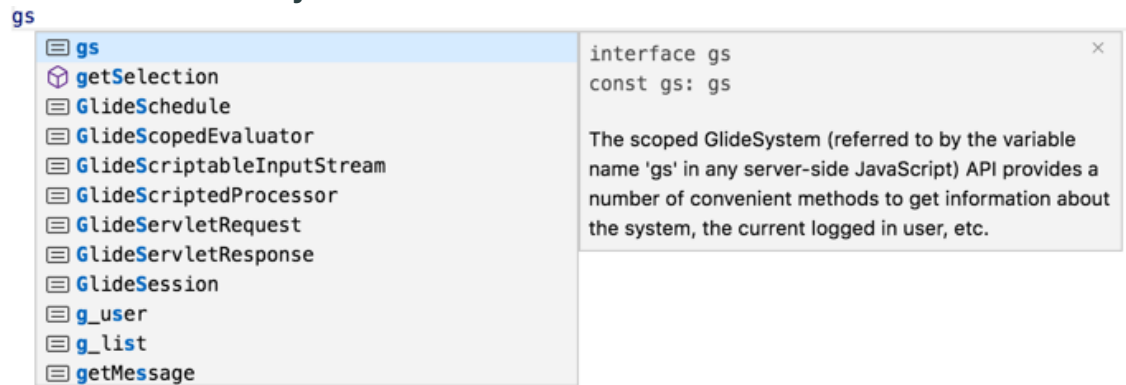 gs
gs
getSelection
GlideSchedule
GlideScopedEvaluator
GlideScriptableInputStream
GlideScriptedProcessor
GlideServletRequest
GlideServletResponse
GlideSession
g_user
g_list
getMessage
interface gs
const gs: gs
The scoped GlideSystem (referred to by the variable
name 'gs' in any server-side JavaScript) API provides a
number of convenient methods to get information about
the system, the current logged in user, etc.